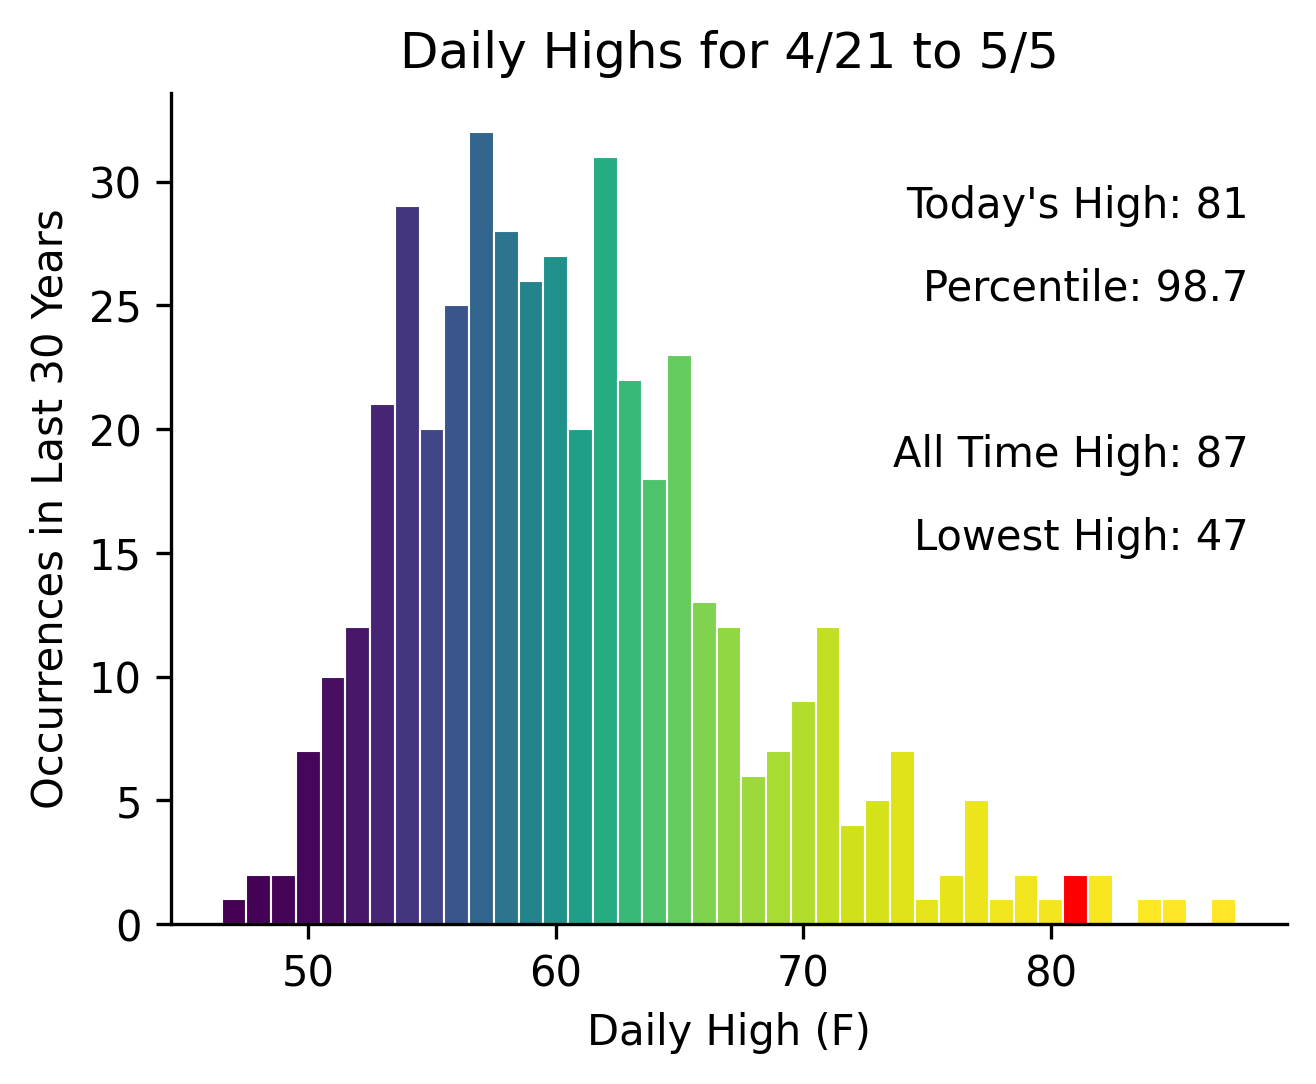 Daily Highs for 4/21 to 5/5
Occurrences in Last 30 Years
30
25
20
15
10
5
0
Today's High: 81
Percentile: 98.7
All Time High: 87
Lowest High: 47
50 60 70 80
Daily High (F)